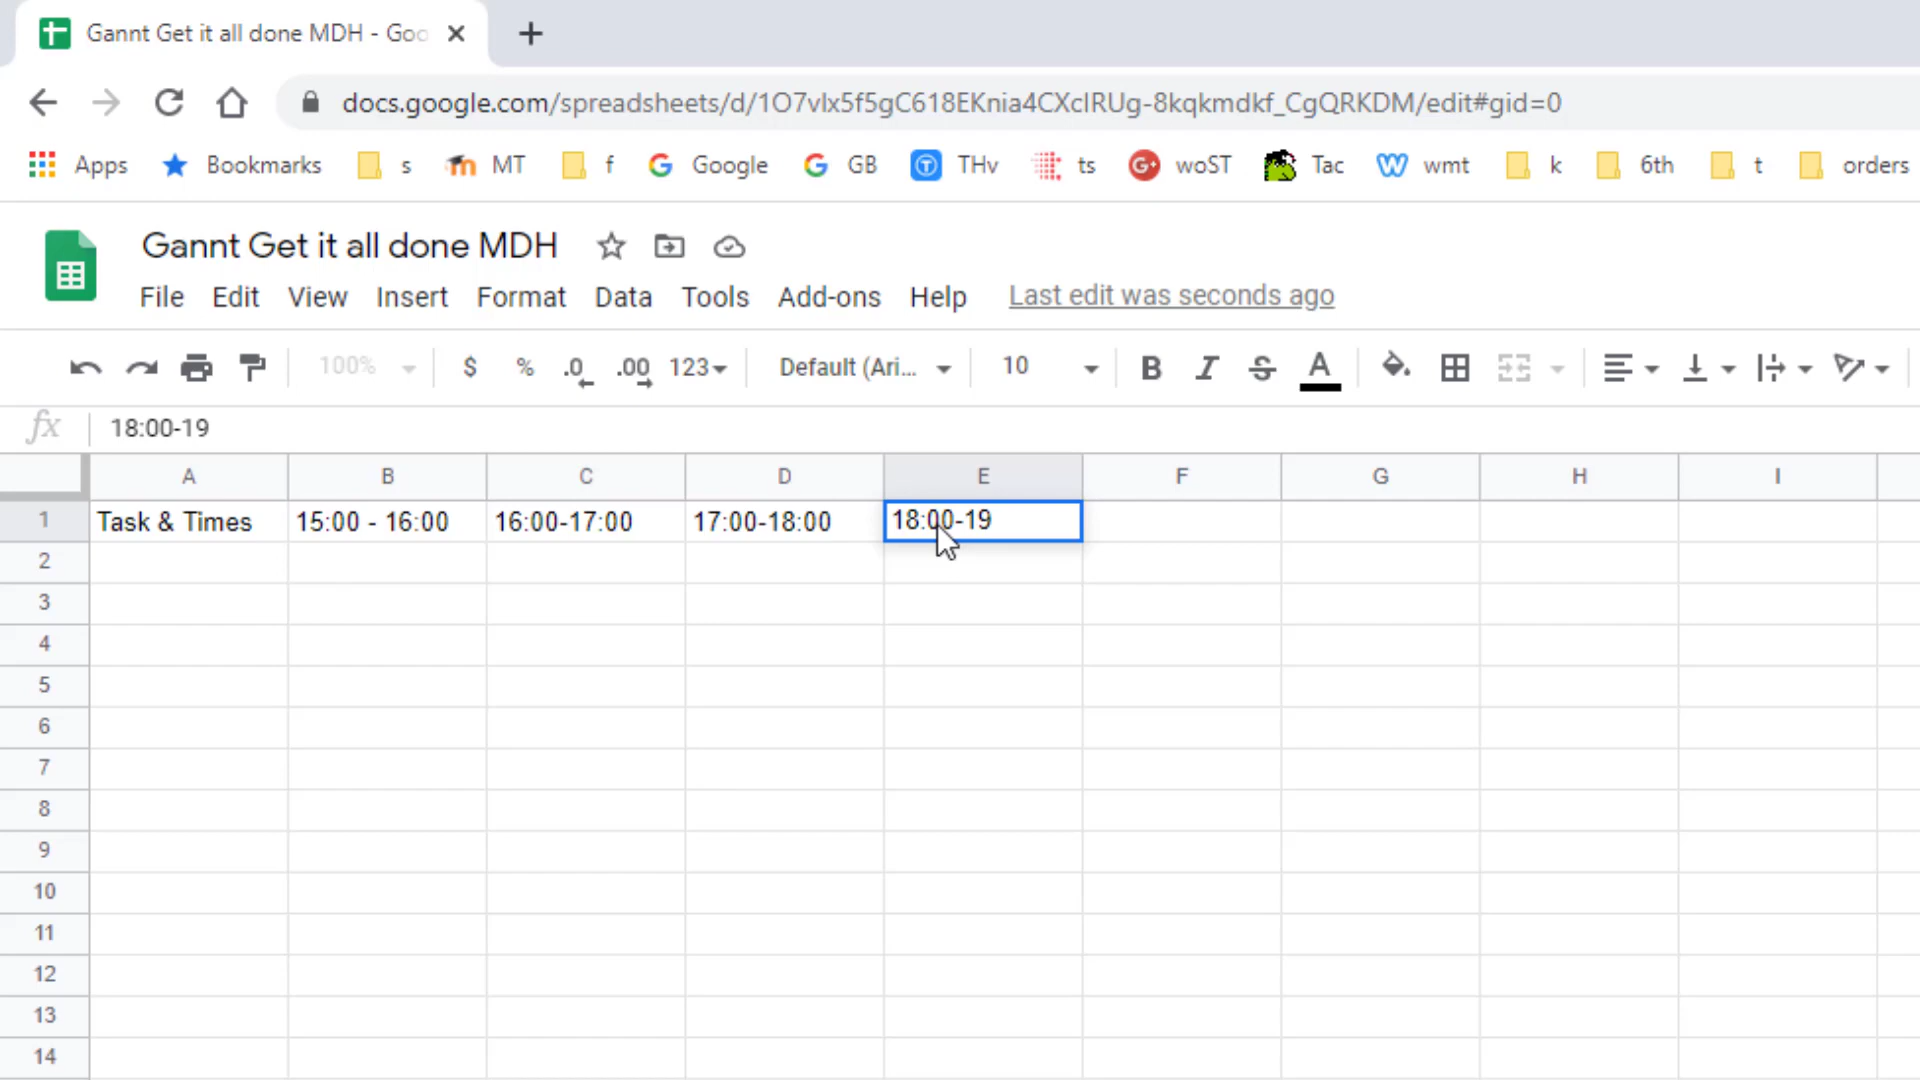 Gannt Get it all done MDH - Goo
docs.google.com/spreadsheets/d/1O7vIx5f5gC618EKnia4CXcIRUg-8kqkmdkf_CgQRKDM/edit#gid=0
Apps Bookmarks s MT f Google GB THv ts woST Tac wmt k 6th t orders
Gannt Get it all done MDH
File Edit View Insert Format Data Tools Add-ons Help Last edit was seconds ago
100% $ % .0 .00 123 Default (Ari... 10 B I S A
fx 18:00-19
A B C D E F G H I
1 Task & Times 15:00 - 16:00 16:00-17:00 17:00-18:00 18:00-19
2
3
4
5
6
7
8
9
10
11
12
13
14